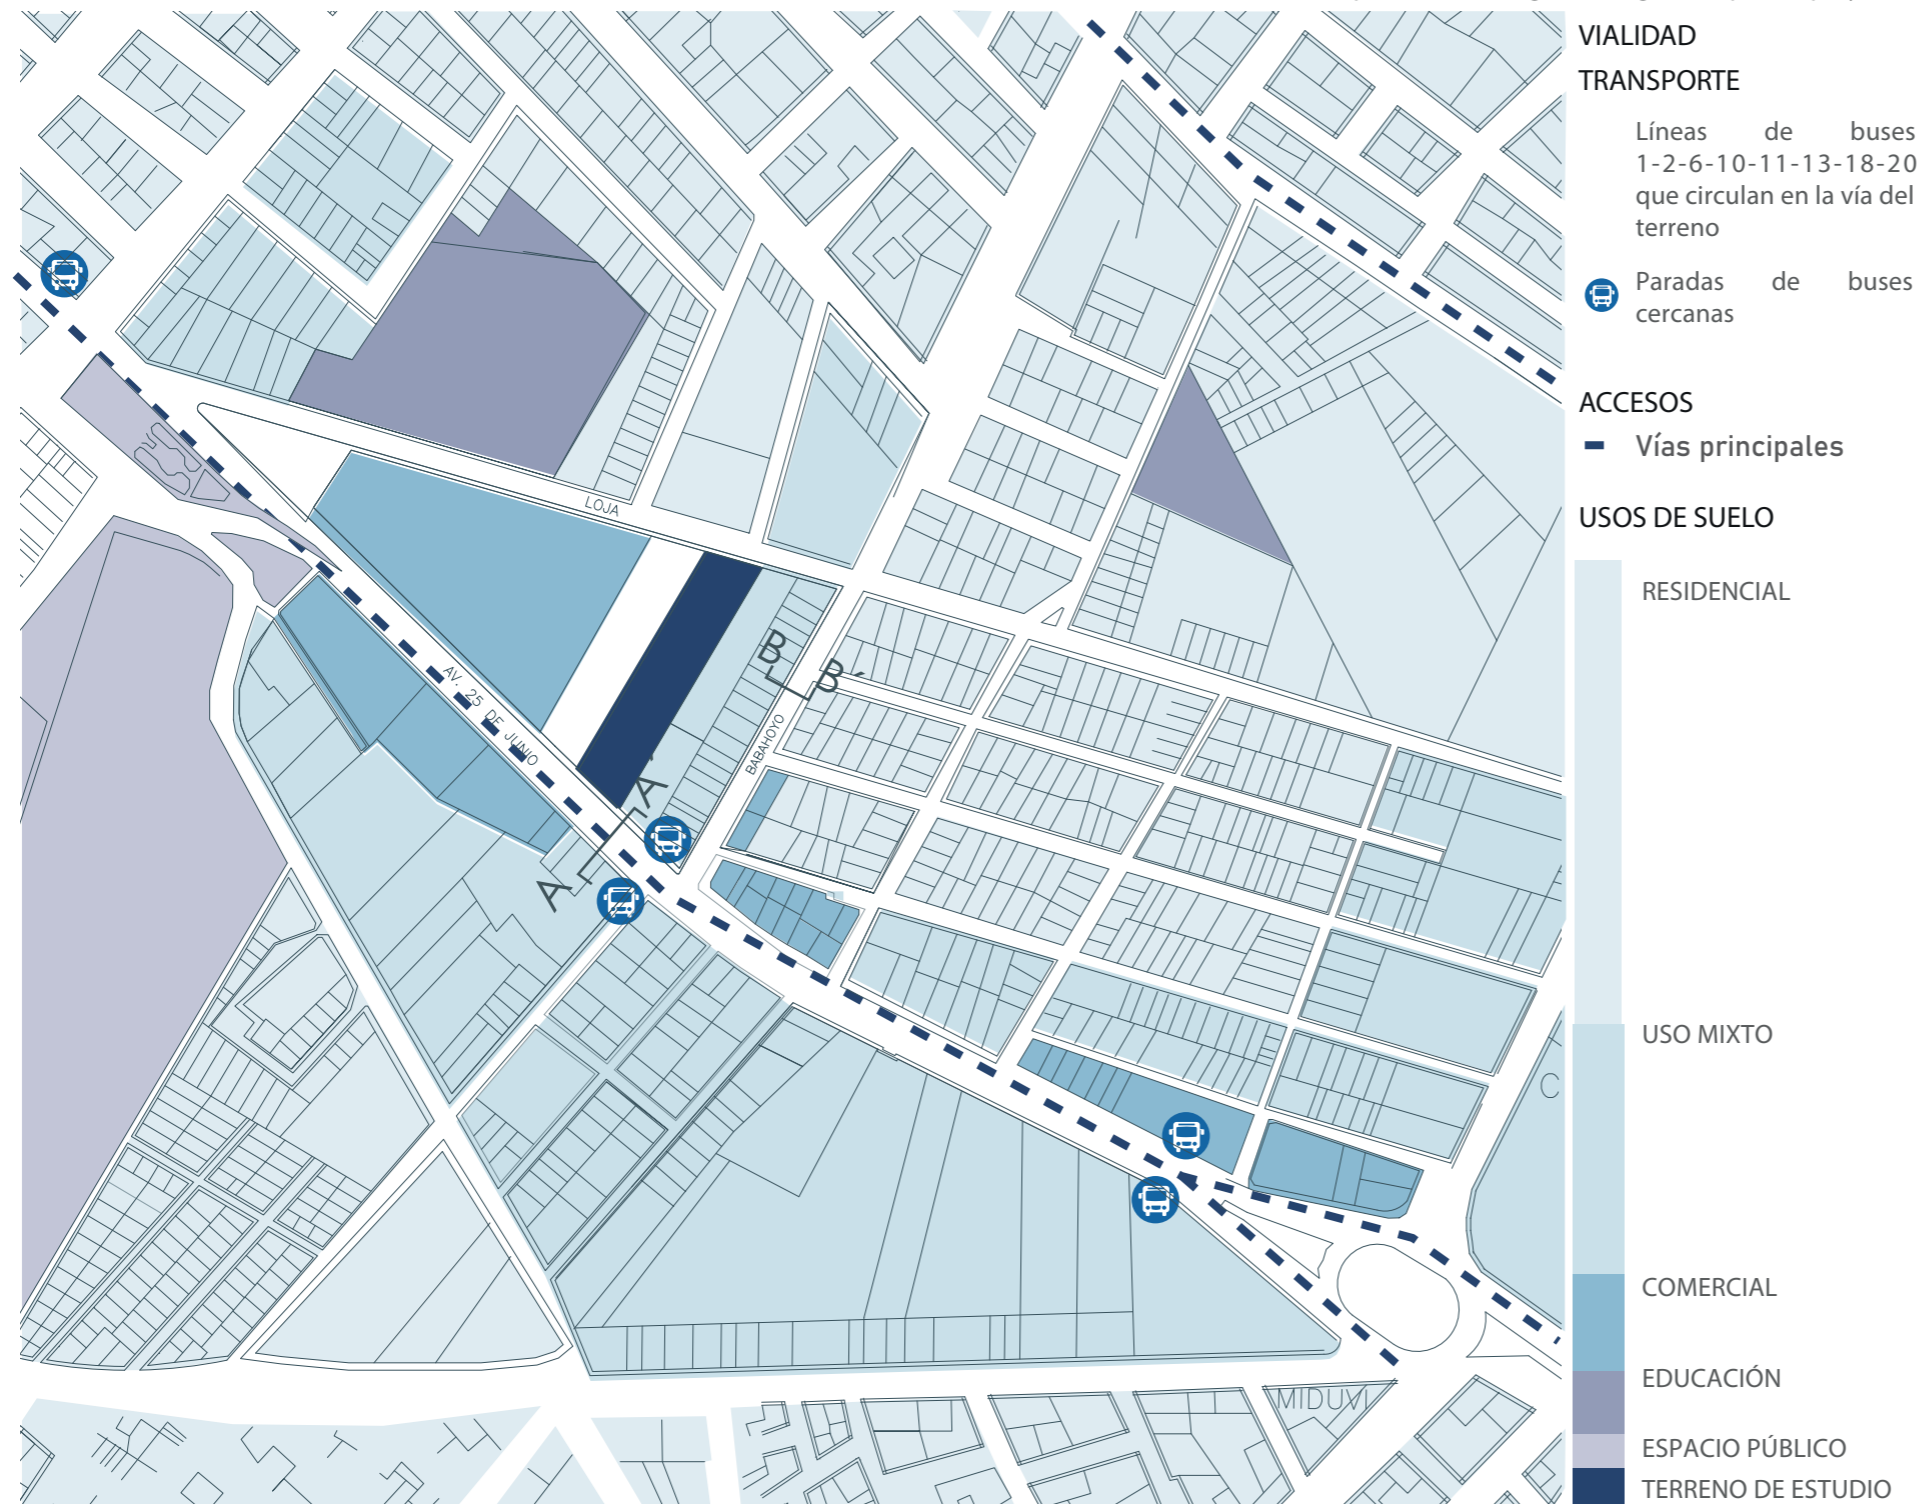 VIALIDAD
TRANSPORTE
Líneas de buses
1-2-6-10-11-13-18-20
que circulan en la vía del
terreno
Paradas de buses
cercanas
ACCESOS
Vías principales
USOS DE SUELO
RESIDENCIAL
USO MIXTO
COMERCIAL
EDUCACIÓN
ESPACIO PÚBLICO
TERRENO DE ESTUDIO
LOJA
AV. 25 DE JUNIO
BABAHOYO
B
B´
A
A´
C
MIDUVI